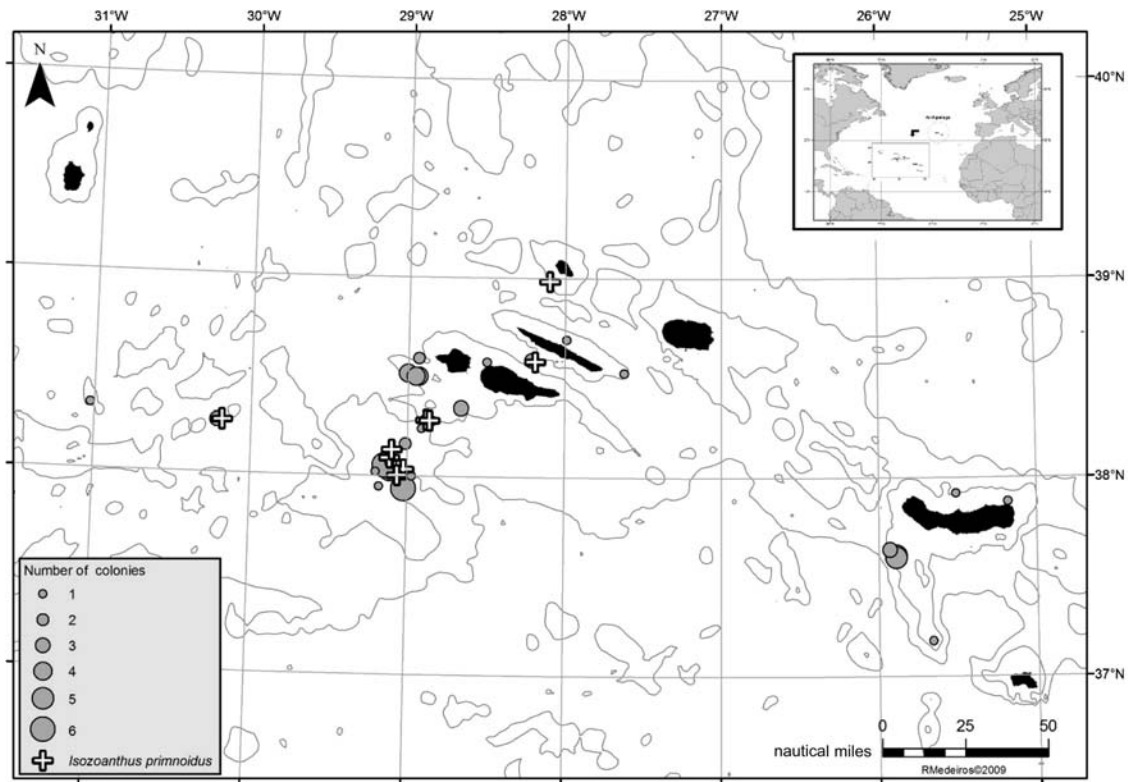 31°W 30°W 29°W 28°W 27°W 26°W 25°W
N
40°N
39°N
38°N
37°N
Number of colonies
1
2
3
4
5
6
Isozoanthus primnoidus
0 25 50
nautical miles
RMedeiros©2009